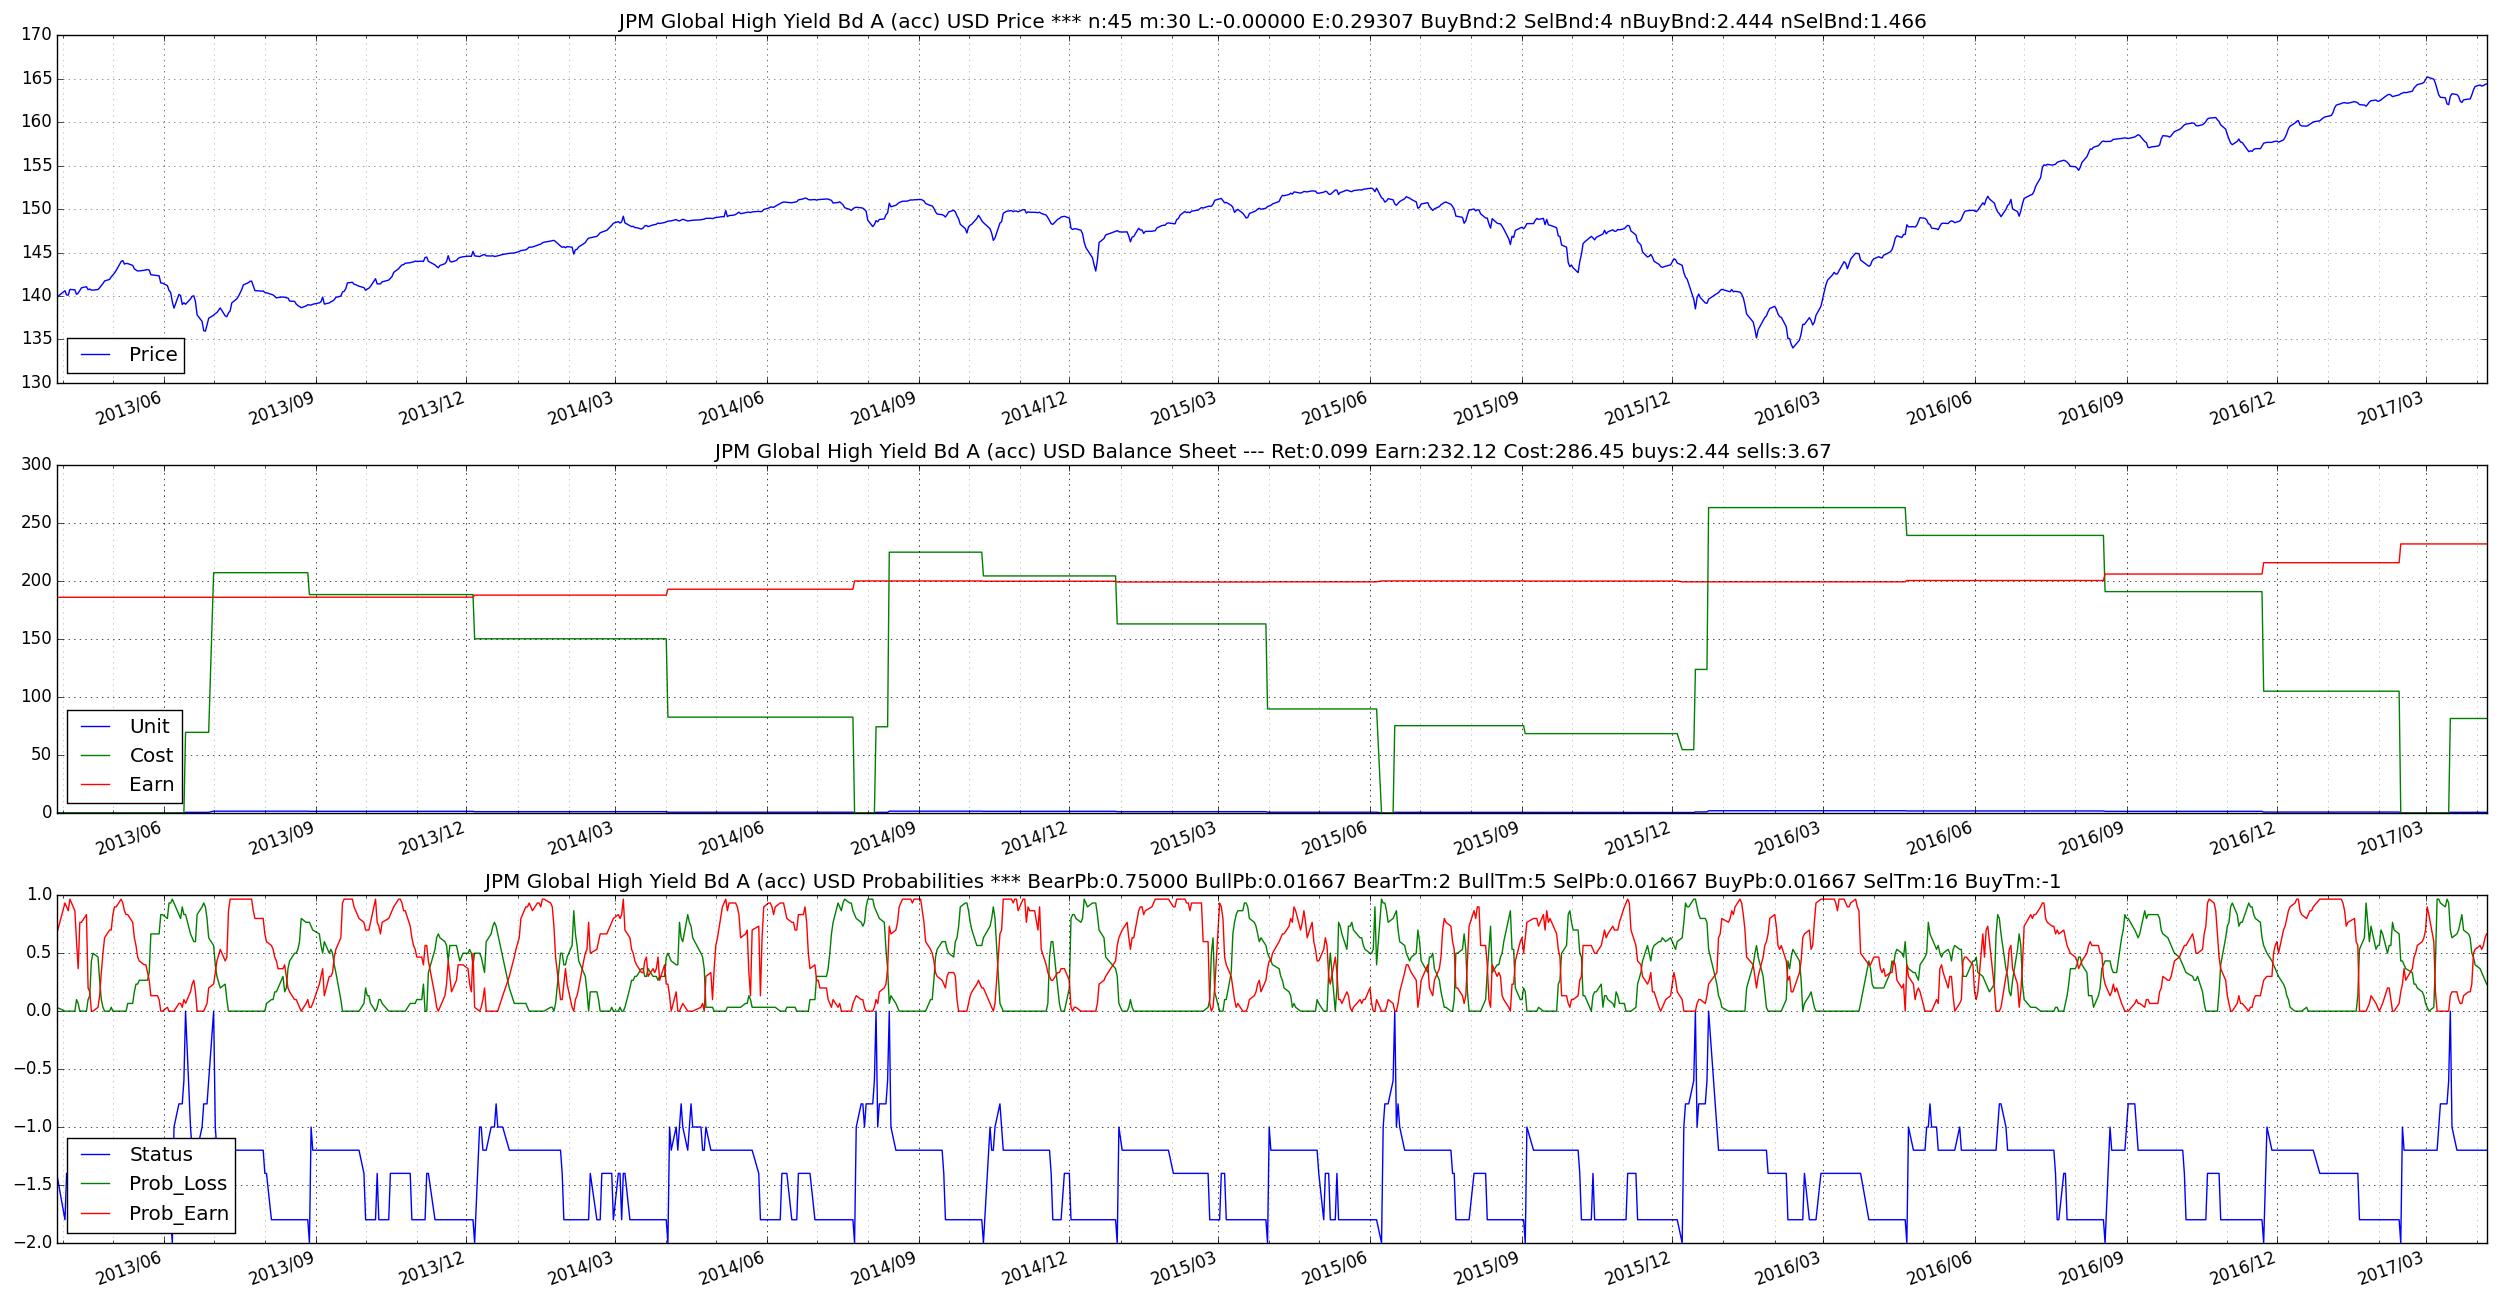 JPM Global High Yield Bd A (acc) USD Price *** n:45 m:30 L:-0.00000 E:0.29307 BuyBnd:2 SelBnd:4 nBuyBnd:2.444 nSelBnd:1.466
170
165
160
155
150
145
140
135
130
Price
2013/06 2013/09 2013/12 2014/03 2014/06 2014/09 2014/12 2015/03 2015/06 2015/09 2015/12 2016/03 2016/06 2016/09 2016/12 2017/03
JPM Global High Yield Bd A (acc) USD Balance Sheet --- Ret:0.099 Earn:232.12 Cost:286.45 buys:2.44 sells:3.67
300
250
200
150
100
50
0
Unit
Cost
Earn
2013/06 2013/09 2013/12 2014/03 2014/06 2014/09 2014/12 2015/03 2015/06 2015/09 2015/12 2016/03 2016/06 2016/09 2016/12 2017/03
JPM Global High Yield Bd A (acc) USD Probabilities *** BearPb:0.75000 BullPb:0.01667 BearTm:2 BullTm:5 SelPb:0.01667 BuyPb:0.01667 SelTm:16 BuyTm:-1
1.0
0.5
0.0
−0.5
−1.0
−1.5
−2.0
Status
Prob_Loss
Prob_Earn
2013/06 2013/09 2013/12 2014/03 2014/06 2014/09 2014/12 2015/03 2015/06 2015/09 2015/12 2016/03 2016/06 2016/09 2016/12 2017/03